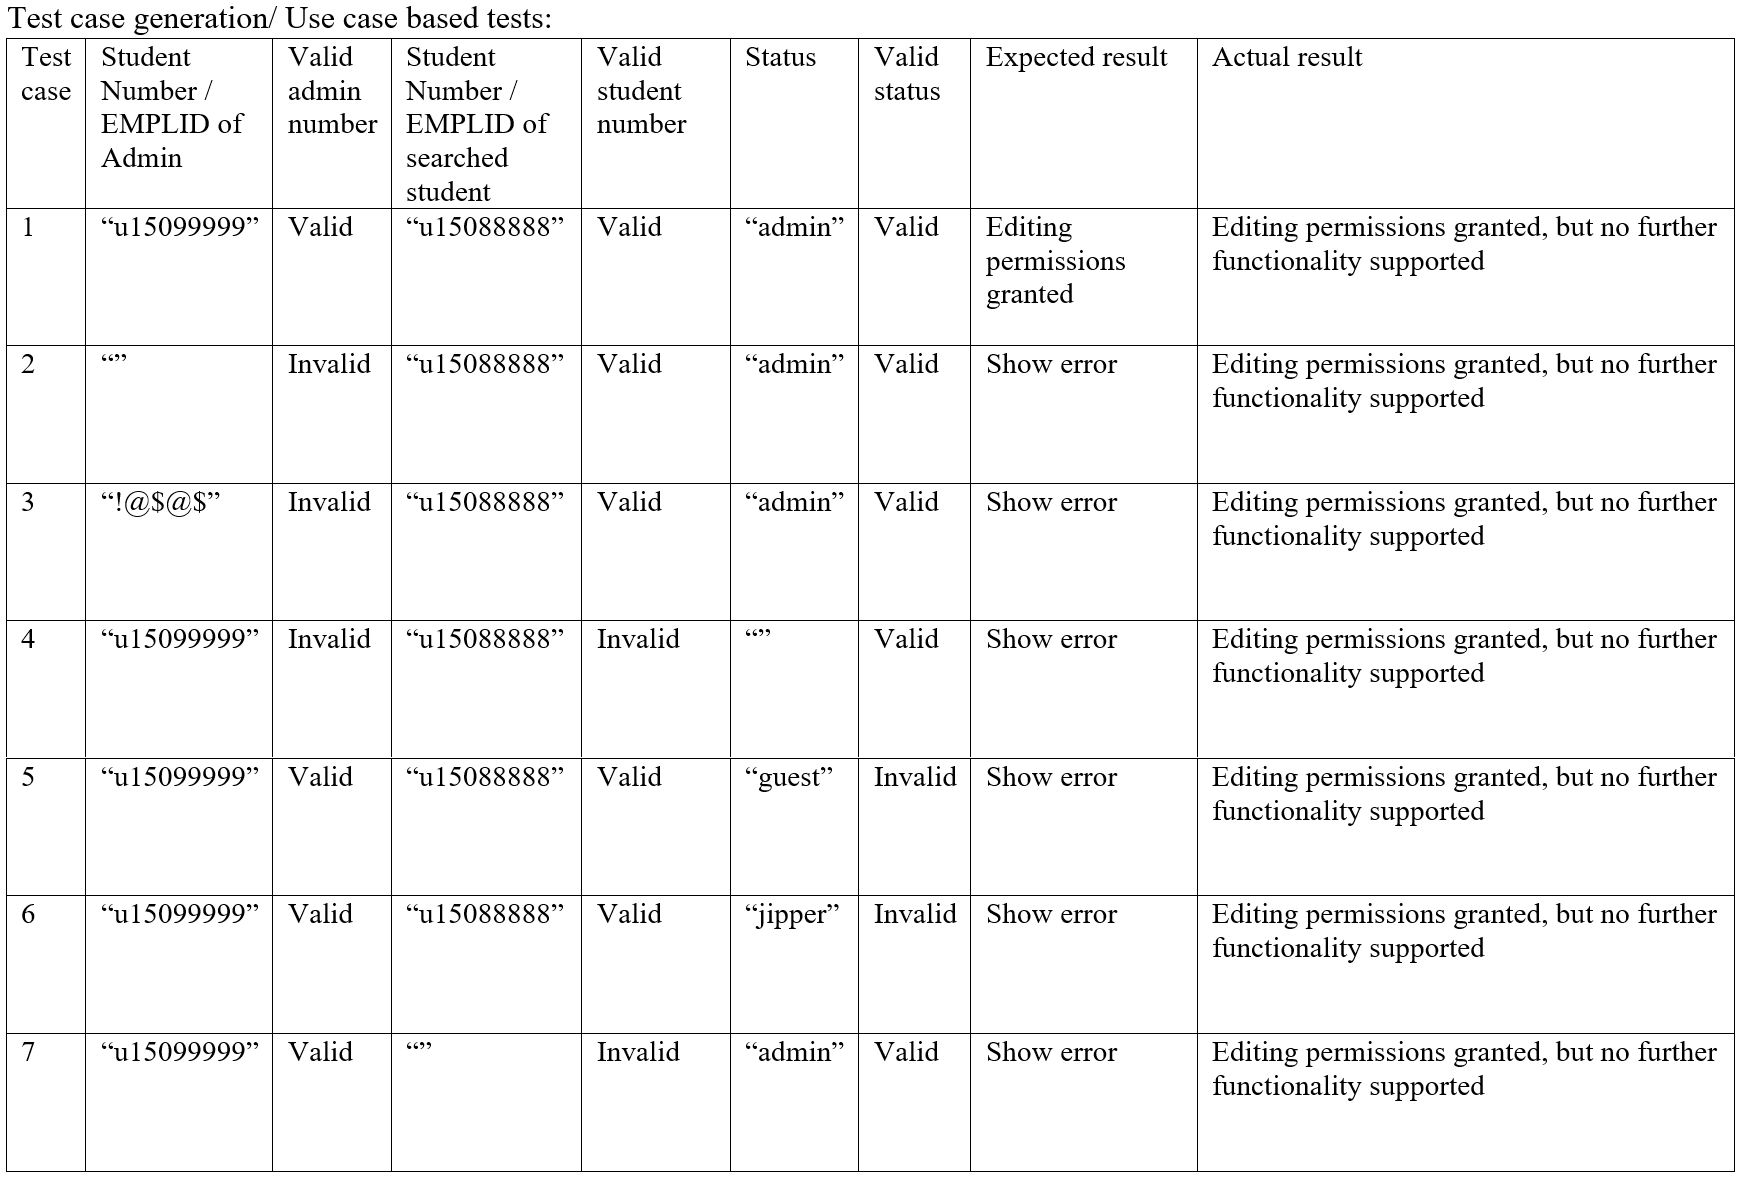 Test case generation/ Use case based tests:
Test case | Student Number / EMPLID of Admin | Valid admin number | Student Number / EMPLID of searched student | Valid student number | Status | Valid status | Expected result | Actual result
1 | “u15099999” | Valid | “u15088888” | Valid | “admin” | Valid | Editing permissions granted | Editing permissions granted, but no further functionality supported
2 | “” | Invalid | “u15088888” | Valid | “admin” | Valid | Show error | Editing permissions granted, but no further functionality supported
3 | “!@$@$” | Invalid | “u15088888” | Valid | “admin” | Valid | Show error | Editing permissions granted, but no further functionality supported
4 | “u15099999” | Invalid | “u15088888” | Invalid | “” | Valid | Show error | Editing permissions granted, but no further functionality supported
5 | “u15099999” | Valid | “u15088888” | Valid | “guest” | Invalid | Show error | Editing permissions granted, but no further functionality supported
6 | “u15099999” | Valid | “u15088888” | Valid | “jipper” | Invalid | Show error | Editing permissions granted, but no further functionality supported
7 | “u15099999” | Valid | “” | Invalid | “admin” | Valid | Show error | Editing permissions granted, but no further functionality supported